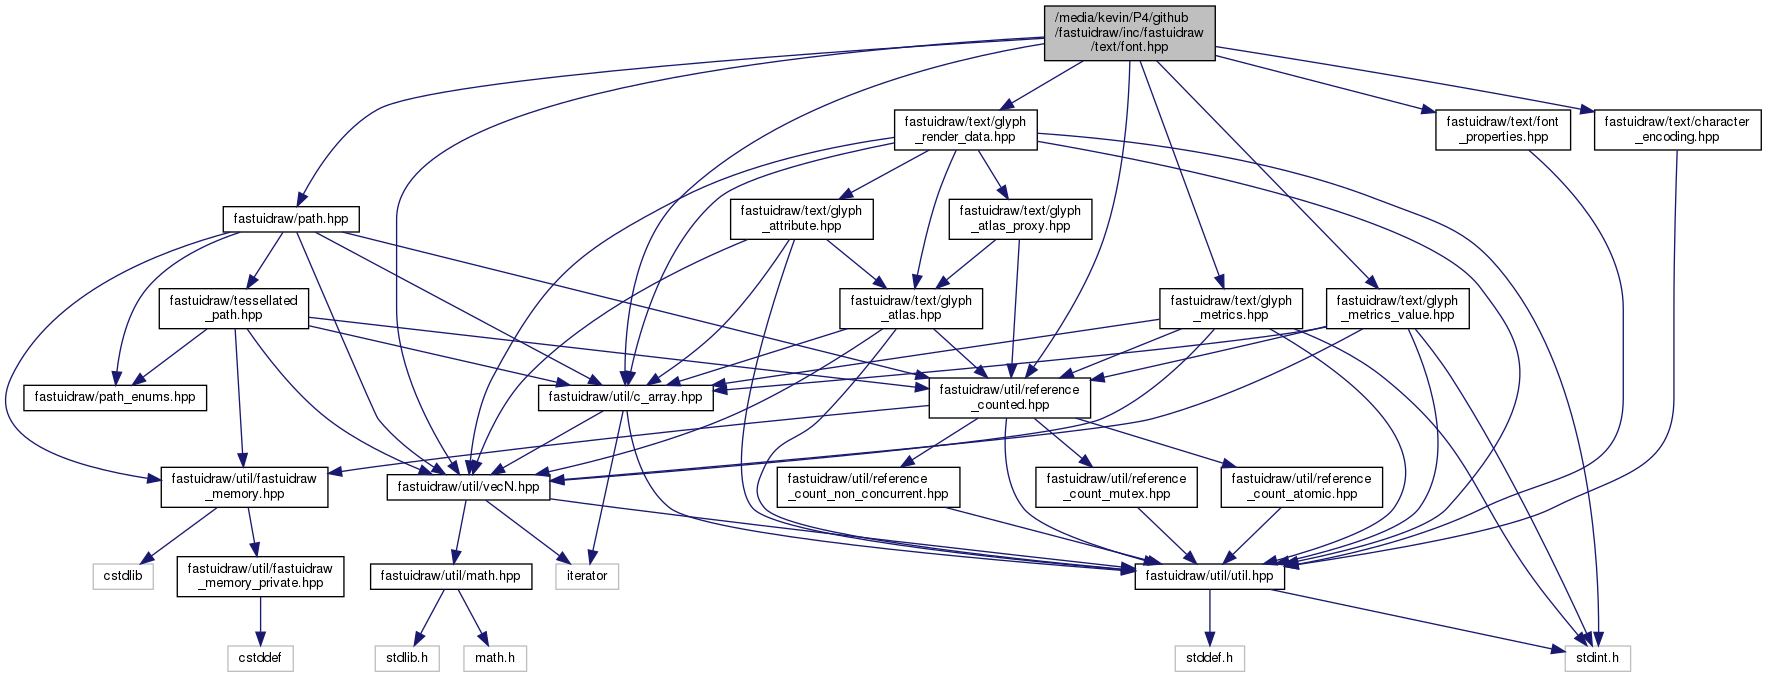 /media/kevin/P4/github
/fastuidraw/inc/fastuidraw
/text/font.hpp
fastuidraw/text/glyph
_render_data.hpp
fastuidraw/text/font
_properties.hpp
fastuidraw/text/character
_encoding.hpp
fastuidraw/path.hpp
fastuidraw/text/glyph
_attribute.hpp
fastuidraw/text/glyph
_atlas_proxy.hpp
fastuidraw/tessellated
_path.hpp
fastuidraw/text/glyph
_atlas.hpp
fastuidraw/text/glyph
_metrics.hpp
fastuidraw/text/glyph
_metrics_value.hpp
fastuidraw/path_enums.hpp
fastuidraw/util/c_array.hpp
fastuidraw/util/reference
_counted.hpp
fastuidraw/util/fastuidraw
_memory.hpp
fastuidraw/util/vecN.hpp
fastuidraw/util/reference
_count_non_concurrent.hpp
fastuidraw/util/reference
_count_mutex.hpp
fastuidraw/util/reference
_count_atomic.hpp
cstdlib
fastuidraw/util/fastuidraw
_memory_private.hpp
fastuidraw/util/math.hpp
iterator
fastuidraw/util/util.hpp
cstddef
stdlib.h
math.h
stddef.h
stdint.h